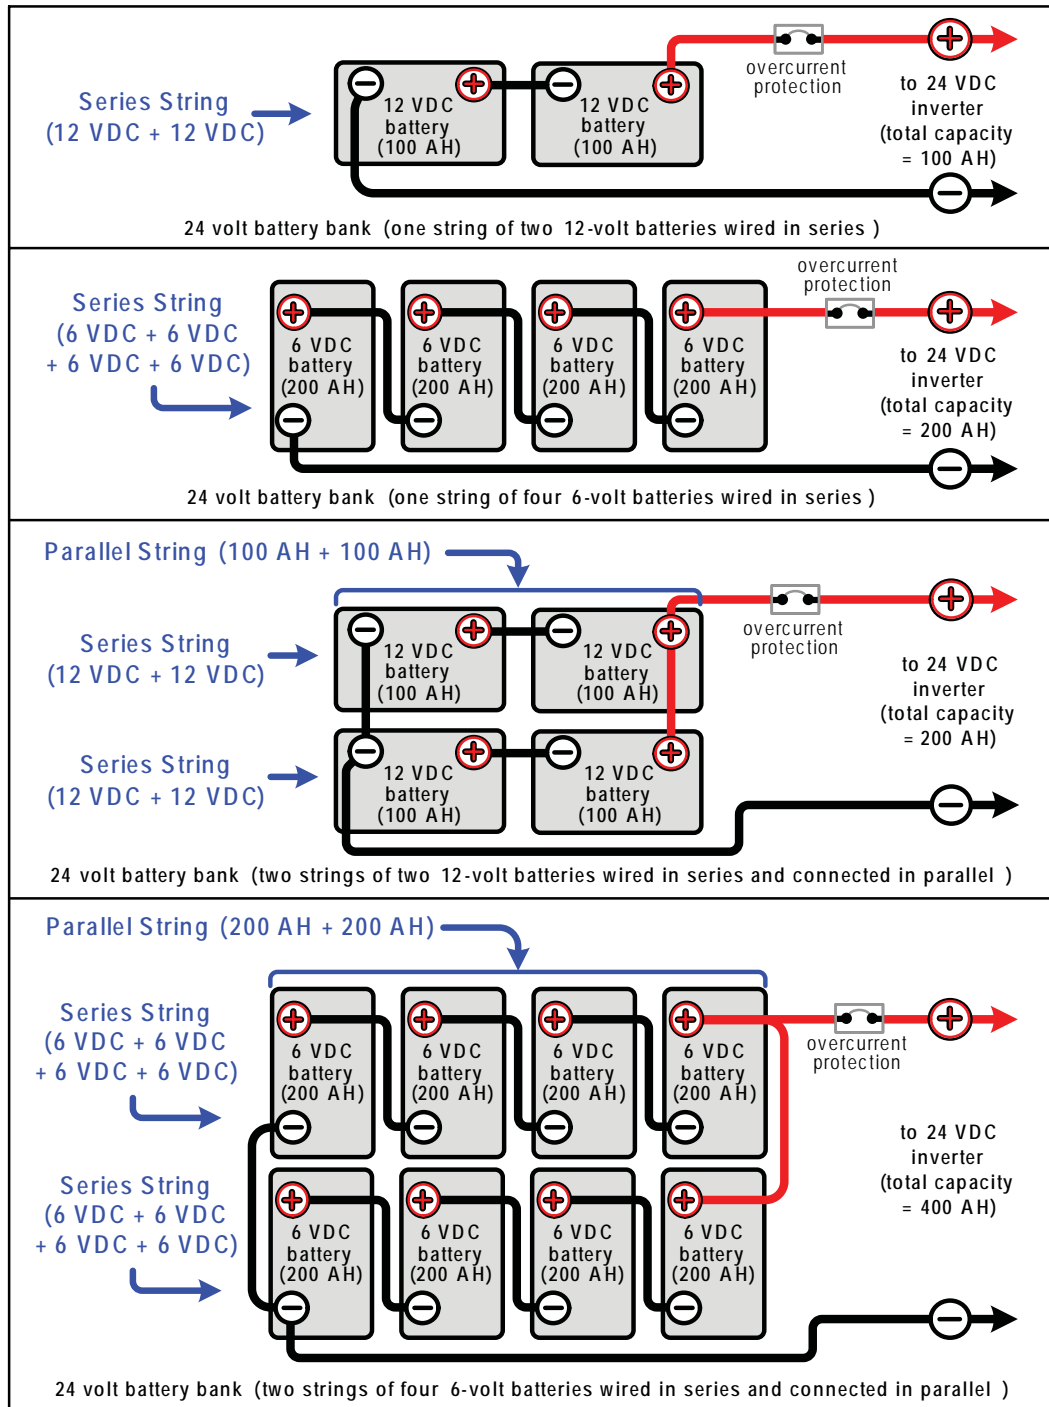 overcurrent
protection
Series String
(12 VDC + 12 VDC)
12 VDC
battery
(100 AH)
12 VDC
battery
(100 AH)
to 24 VDC
inverter
(total capacity
= 100 AH)
24 volt battery bank (one string of two 12-volt batteries wired in series )
overcurrent
protection
Series String
(6 VDC + 6 VDC
+ 6 VDC + 6 VDC)
6 VDC
battery
(200 AH)
6 VDC
battery
(200 AH)
6 VDC
battery
(200 AH)
6 VDC
battery
(200 AH)
to 24 VDC
inverter
(total capacity
= 200 AH)
24 volt battery bank (one string of four 6-volt batteries wired in series )
Parallel String (100 AH + 100 AH)
overcurrent
protection
Series String
(12 VDC + 12 VDC)
12 VDC
battery
(100 AH)
12 VDC
battery
(100 AH)
to 24 VDC
inverter
(total capacity
= 200 AH)
Series String
(12 VDC + 12 VDC)
12 VDC
battery
(100 AH)
12 VDC
battery
(100 AH)
24 volt battery bank (two strings of two 12-volt batteries wired in series and connected in parallel )
Parallel String (200 AH + 200 AH)
Series String
(6 VDC + 6 VDC
+ 6 VDC + 6 VDC)
6 VDC
battery
(200 AH)
6 VDC
battery
(200 AH)
6 VDC
battery
(200 AH)
6 VDC
battery
(200 AH)
overcurrent
protection
to 24 VDC
inverter
(total capacity
= 400 AH)
Series String
(6 VDC + 6 VDC
+ 6 VDC + 6 VDC)
6 VDC
battery
(200 AH)
6 VDC
battery
(200 AH)
6 VDC
battery
(200 AH)
6 VDC
battery
(200 AH)
24 volt battery bank (two strings of four 6-volt batteries wired in series and connected in parallel )